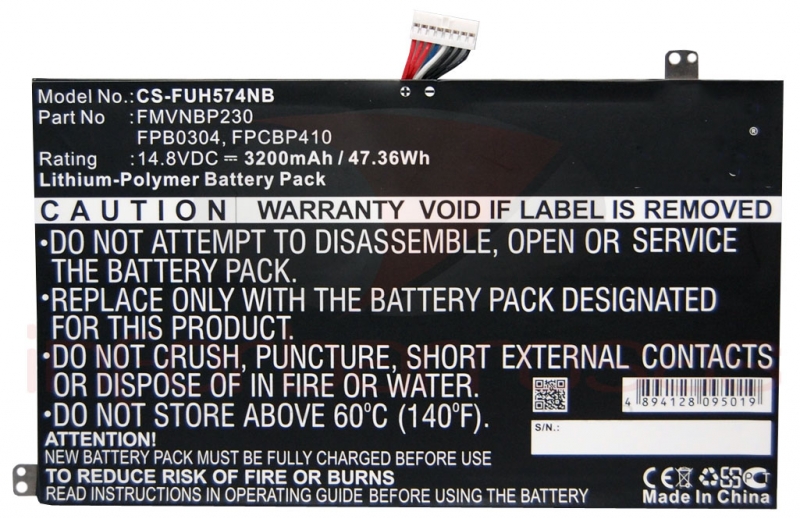 Model No.: CS-FUH574NB
Part No : FMVNBP230
FPB0304, FPCBP410
Rating : 14.8VDC ⎓ 3200mAh / 47.36Wh
Lithium-Polymer Battery Pack
CAUTION WARRANTY VOID IF LABEL IS REMOVED
•DO NOT ATTEMPT TO DISASSEMBLE, OPEN OR SERVICE
THE BATTERY PACK.
•REPLACE ONLY WITH THE BATTERY PACK DESIGNATED
FOR THIS PRODUCT.
•DO NOT CRUSH, PUNCTURE, SHORT EXTERNAL CONTACTS
OR DISPOSE OF IN FIRE OR WATER.
•DO NOT STORE ABOVE 60°C (140°F).
4 894128 095019
S/N.:
ATTENTION!
NEW BATTERY PACK MUST BE FULLY CHARGED BEFORE USE
TO REDUCE RISK OF FIRE OR BURNS
READ INSTRUCTIONS IN OPERATING GUIDE BEFORE USING THE BATTERY
Made In China